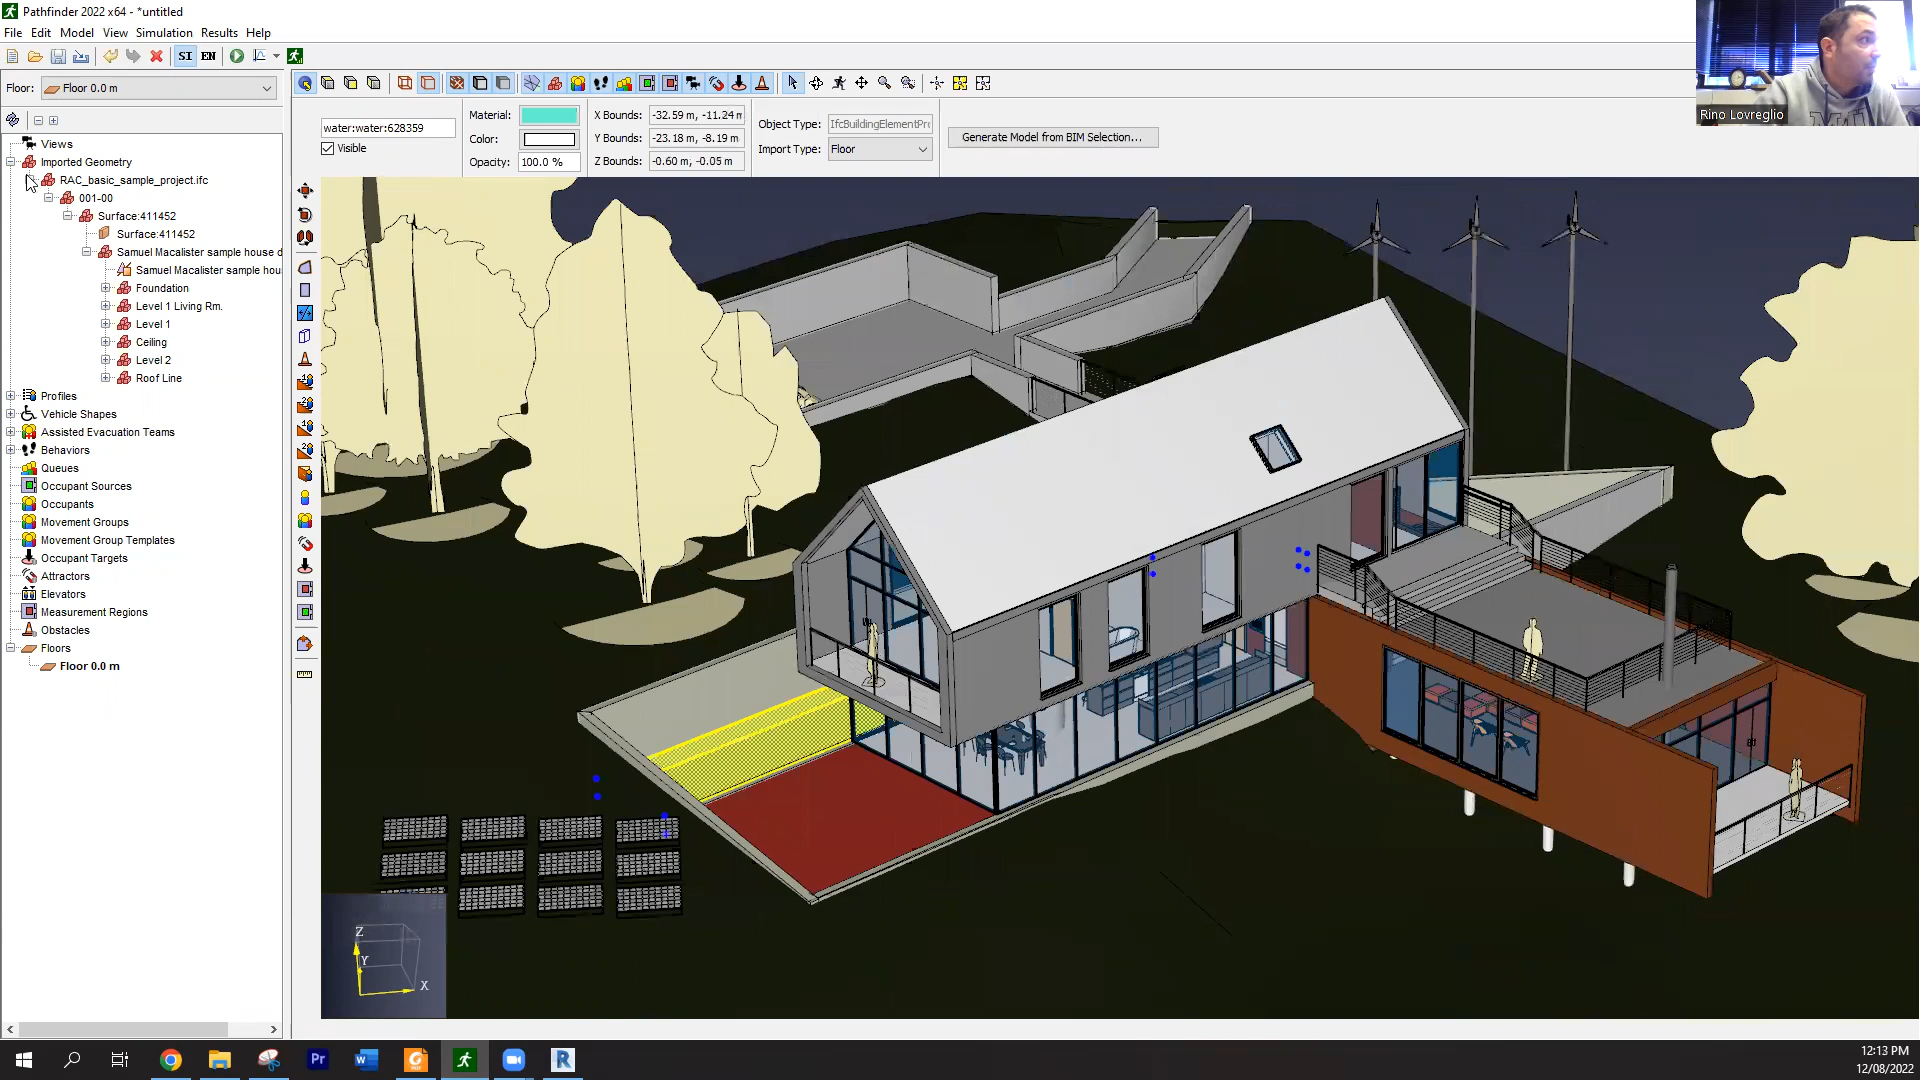 Pathfinder 2022 x64 - *untitled
File Edit Model View Simulation Results Help
SI EN
Floor: Floor 0.0 m
water:water:628359
Visible
Material:
Color:
Opacity: 100.0 %
X Bounds: -32.59 m, -11.24 m
Y Bounds: -23.18 m, -8.19 m
Z Bounds: -0.60 m, -0.05 m
Object Type: IfcBuildingElementPro
Import Type: Floor
Generate Model from BIM Selection...
Rino Lovreglio
Views
Imported Geometry
RAC_basic_sample_project.ifc
001-00
Surface:411452
Surface:411452
Samuel Macalister sample house d
Samuel Macalister sample hou
Foundation
Level 1 Living Rm.
Level 1
Ceiling
Level 2
Roof Line
Profiles
Vehicle Shapes
Assisted Evacuation Teams
Behaviors
Queues
Occupant Sources
Occupants
Movement Groups
Movement Group Templates
Occupant Targets
Attractors
Elevators
Measurement Regions
Obstacles
Floors
Floor 0.0 m
Z
Y
X
Pr
W
R
12:13 PM
12/08/2022